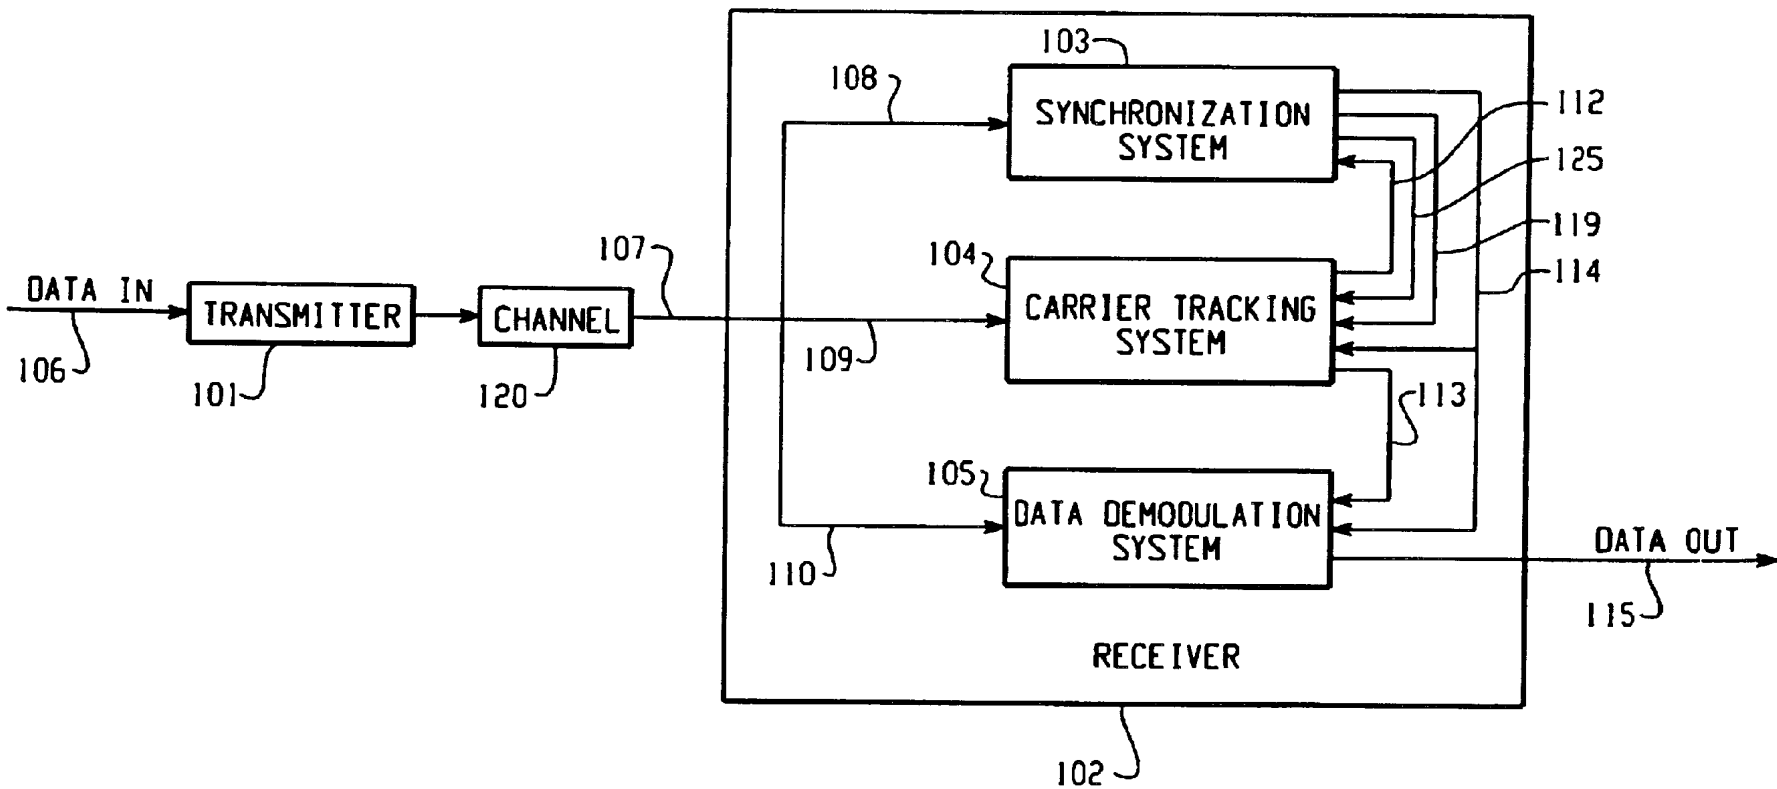 103
108
SYNCHRONIZATION
SYSTEM
112
125
119
114
107
104
DATA IN
TRANSMITTER
CHANNEL
CARRIER TRACKING
SYSTEM
106
101
120
109
113
105
DATA DEMODULATION
SYSTEM
110
DATA OUT
115
RECEIVER
102